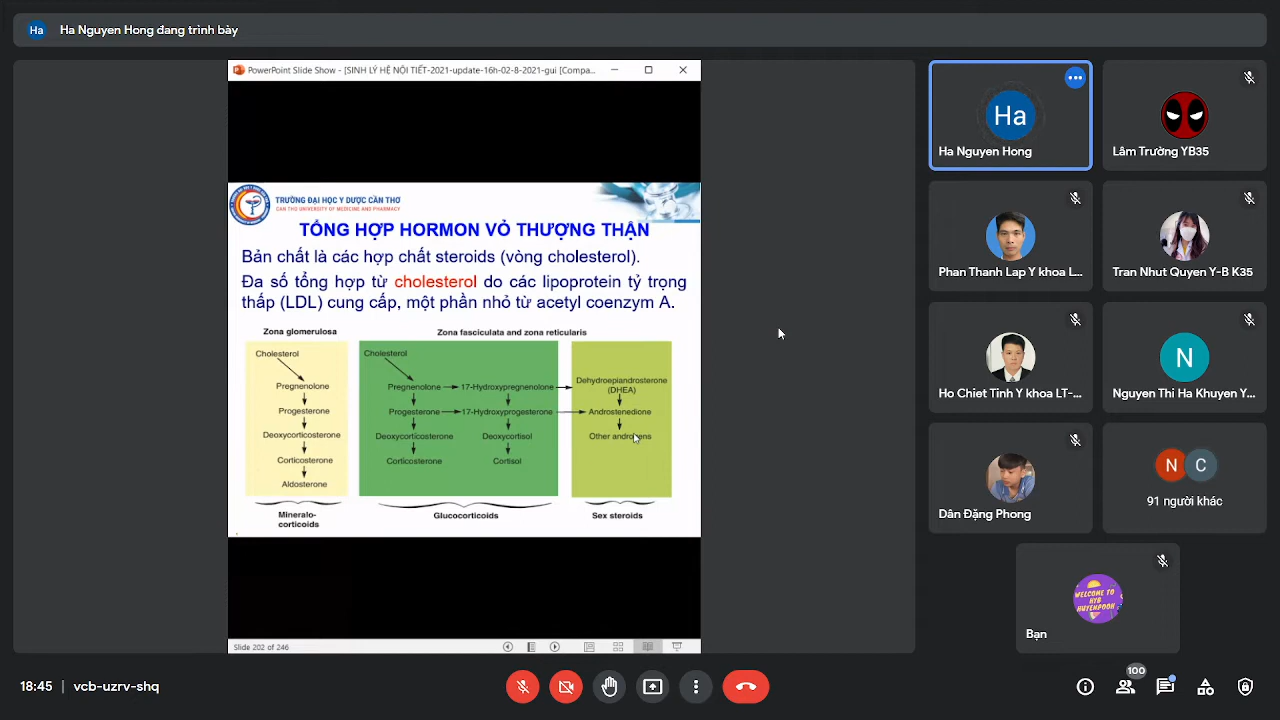 Ha
Ha Nguyen Hong đang trình bày
PowerPoint Slide Show - [SINH LÝ HỆ NỘI TIẾT-2021-update-16h-02-8-2021-gui [Compa...
TRƯỜNG ĐẠI HỌC Y DƯỢC CẦN THƠ
CAN THO UNIVERSITY OF MEDICINE AND PHARMACY
TỔNG HỢP HORMON VỎ THƯỢNG THẬN
Bản chất là các hợp chất steroids (vòng cholesterol).
Đa số tổng hợp từ cholesterol do các lipoprotein tỷ trọng
thấp (LDL) cung cấp, một phần nhỏ từ acetyl coenzym A.
Zona glomerulosa
Cholesterol
Pregnenolone
Progesterone
Deoxycorticosterone
Corticosterone
Aldosterone
Mineralo-
corticoids
Zona fasciculata and zona reticularis
Cholesterol
Pregnenolone
17-Hydroxypregnenolone
Progesterone
17-Hydroxyprogesterone
Deoxycorticosterone
Deoxycortisol
Corticosterone
Cortisol
Glucocorticoids
Dehydroepiandrosterone
(DHEA)
Androstenedione
Other androgens
Sex steroids
Slide 202 of 246
Ha
Ha Nguyen Hong
Lâm Trường YB35
Phan Thanh Lap Y khoa L...
Tran Nhut Quyen Y-B K35
Ho Chiet Tinh Y khoa LT-...
N
Nguyen Thi Ha Khuyen Y...
Dân Đặng Phong
N
C
91 người khác
WELCOME TO
HYB
HUYENPOOH
Bạn
18:45 | vcb-uzrv-shq
100